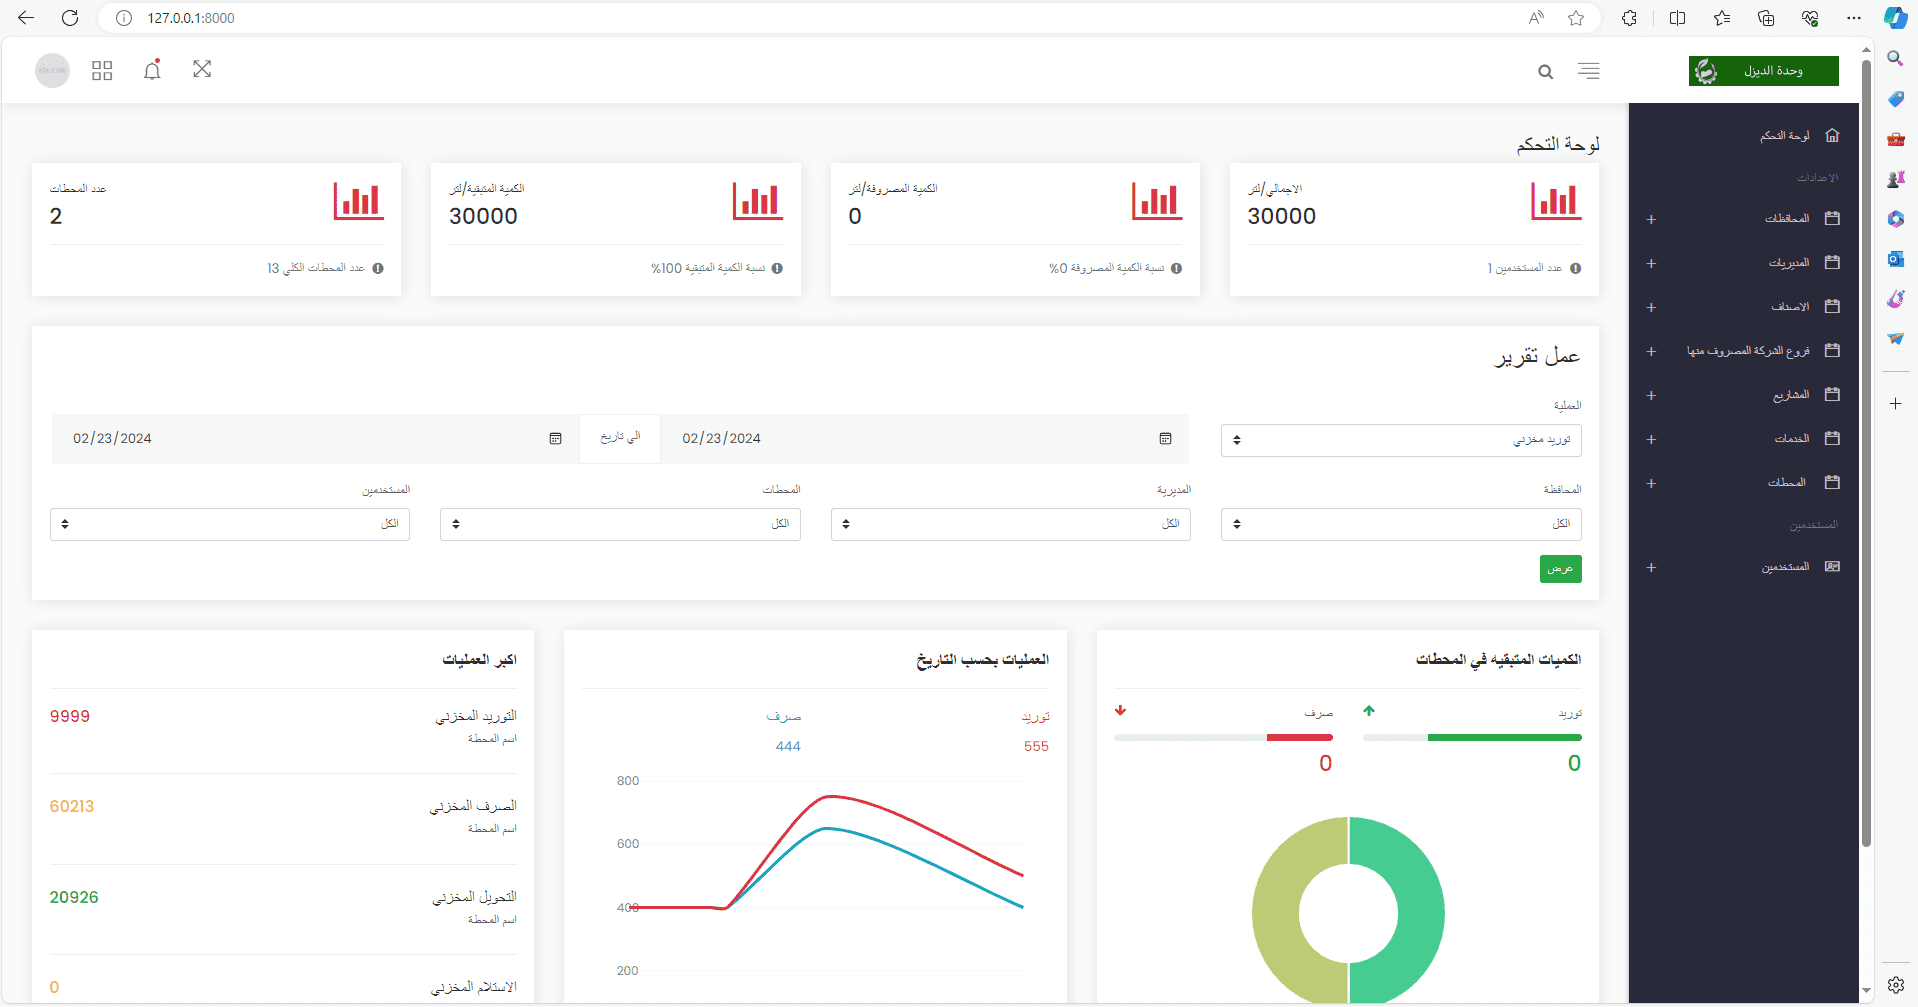 127.0.0.1:8000
وحدة الديزل
لوحة التحكم
الاعدادات
المحافظات
المديريات
الاصناف
فروع الشركة المصروف منها
المشاريع
الخدمات
المحطات
المستخدمين
المستخدمين
لوحة التحكم
الاجمالي/لتر
30000
عدد المستخدمين 1
الكمية المصروفة/لتر
0
نسبة الكمية المصروفة 0%
الكمية المتبقية/لتر
30000
نسبة الكمية المتبقية 100%
عدد المحطات
2
عدد المحطات الكلي 13
عمل تقرير
العملية
توريد مخزني
02/23/2024
الي تاريخ
02/23/2024
المحافظة
الكل
المديرية
الكل
المحطات
الكل
المستخدمين
الكل
عرض
الكميات المتبقيه في المحطات
توريد
0
صرف
0
العمليات بحسب التاريخ
توريد
555
صرف
444
800
600
400
200
اكبر العمليات
التوريد المخزني
9999
اسم المحطة
الصرف المخزني
60213
اسم المحطة
التحويل المخزني
20926
اسم المحطة
الاستلام المخزني
0